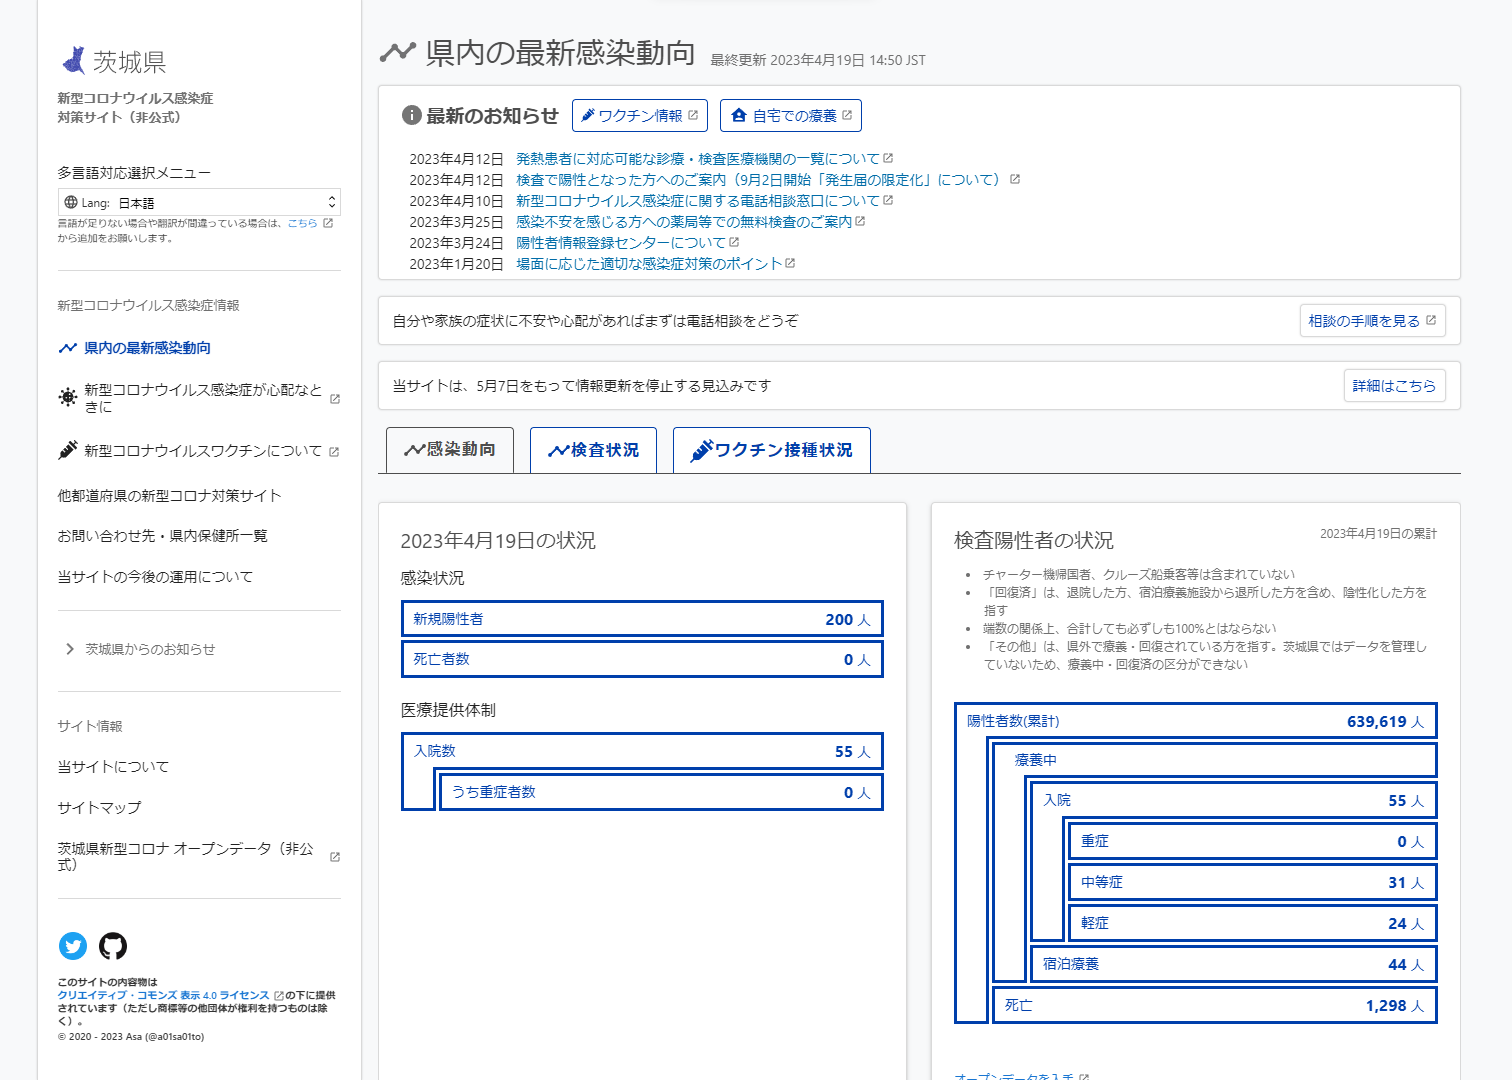 茨城県
新型コロナウイルス感染症
対策サイト（非公式）
多言語対応選択メニュー
Lang: 日本語
言語が足りない場合や翻訳が間違っている場合は、こちら
から追加をお願いします。
新型コロナウイルス感染症情報
県内の最新感染動向
新型コロナウイルス感染症が心配なと
きに
新型コロナウイルスワクチンについて
他都道府県の新型コロナ対策サイト
お問い合わせ先・県内保健所一覧
当サイトの今後の運用について
茨城県からのお知らせ
サイト情報
当サイトについて
サイトマップ
茨城県新型コロナ オープンデータ（非公
式）
このサイトの内容物は
クリエイティブ・コモンズ 表示 4.0 ライセンス の下に提供
されています（ただし商標等の他団体が権利を持つものは除
く）。
© 2020 - 2023 Asa (@a01sa01to)
県内の最新感染動向 最終更新 2023年4月19日 14:50 JST
最新のお知らせ ワクチン情報 自宅での療養
2023年4月12日 発熱患者に対応可能な診療・検査医療機関の一覧について
2023年4月12日 検査で陽性となった方へのご案内（9月2日開始「発生届の限定化」について）
2023年4月10日 新型コロナウイルス感染症に関する電話相談窓口について
2023年3月25日 感染不安を感じる方への薬局等での無料検査のご案内
2023年3月24日 陽性者情報登録センターについて
2023年1月20日 場面に応じた適切な感染症対策のポイント
自分や家族の症状に不安や心配があればまずは電話相談をどうぞ 相談の手順を見る
当サイトは、5月7日をもって情報更新を停止する見込みです 詳細はこちら
感染動向 検査状況 ワクチン接種状況
2023年4月19日の状況
感染状況
新規陽性者 200 人
死亡者数 0 人
医療提供体制
入院数 55 人
うち重症者数 0 人
検査陽性者の状況 2023年4月19日の累計
• チャーター機帰国者、クルーズ船乗客等は含まれていない
• 「回復済」は、退院した方、宿泊療養施設から退所した方を含め、陰性化した方を
指す
• 端数の関係上、合計しても必ずしも100%とはならない
• 「その他」は、県外で療養・回復されている方を指す。茨城県ではデータを管理し
ていないため、療養中・回復済の区分ができない
陽性者数(累計) 639,619 人
療養中
入院 55 人
重症 0 人
中等症 31 人
軽症 24 人
宿泊療養 44 人
死亡 1,298 人
オープンデータを入手